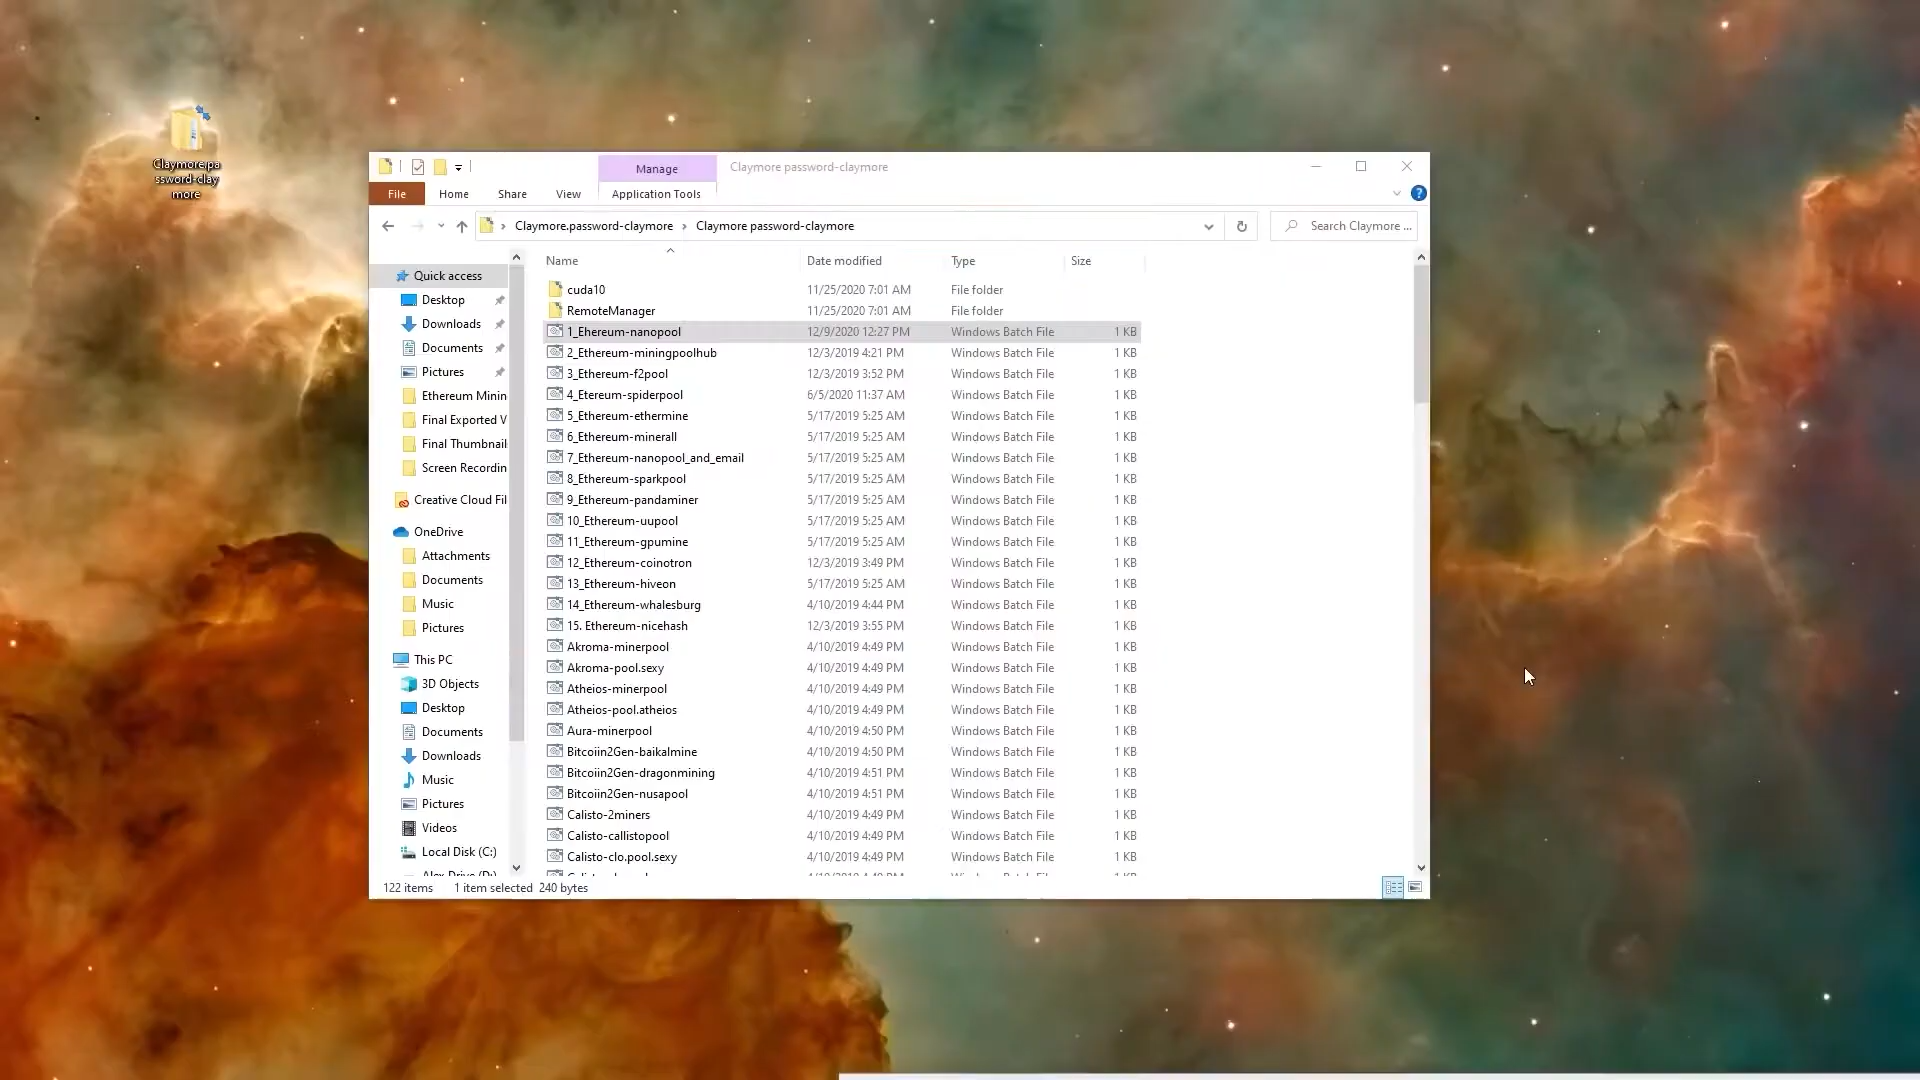 Claymore.pa
ssword-clay
more
Manage
Claymore password-claymore
File
Home
Share
View
Application Tools
Claymore.password-claymore
Claymore password-claymore
Search Claymore ...
Name
Date modified
Type
Size
Quick access
Desktop
Downloads
Documents
Pictures
Ethereum Minin
Final Exported V
Final Thumbnail
Screen Recordin
Creative Cloud Fil
OneDrive
Attachments
Documents
Music
Pictures
This PC
3D Objects
Desktop
Documents
Downloads
Music
Pictures
Videos
Local Disk (C:)
cuda10 11/25/2020 7:01 AM File folder
RemoteManager 11/25/2020 7:01 AM File folder
1_Ehereum-nanopool 12/9/2020 12:27 PM Windows Batch File 1 KB
2_Ethereum-miningpoolhub 12/3/2019 4:21 PM Windows Batch File 1 KB
3_Ethereum-f2pool 12/3/2019 3:52 PM Windows Batch File 1 KB
4_Etereum-spiderpool 6/5/2020 11:37 AM Windows Batch File 1 KB
5_Ethereum-ethermine 5/17/2019 5:25 AM Windows Batch File 1 KB
6_Ethereum-minerall 5/17/2019 5:25 AM Windows Batch File 1 KB
7_Ethereum-nanopool_and_email 5/17/2019 5:25 AM Windows Batch File 1 KB
8_Ethereum-sparkpool 5/17/2019 5:25 AM Windows Batch File 1 KB
9_Ethereum-pandaminer 5/17/2019 5:25 AM Windows Batch File 1 KB
10_Ethereum-uupool 5/17/2019 5:25 AM Windows Batch File 1 KB
11_Ethereum-gpumine 5/17/2019 5:25 AM Windows Batch File 1 KB
12_Ethereum-coinotron 12/3/2019 3:49 PM Windows Batch File 1 KB
13_Ethereum-hiveon 5/17/2019 5:25 AM Windows Batch File 1 KB
14_Ethereum-whalesburg 4/10/2019 4:44 PM Windows Batch File 1 KB
15. Ethereum-nicehash 12/3/2019 3:55 PM Windows Batch File 1 KB
Akroma-minerpool 4/10/2019 4:49 PM Windows Batch File 1 KB
Akroma-pool.sexy 4/10/2019 4:49 PM Windows Batch File 1 KB
Atheios-minerpool 4/10/2019 4:49 PM Windows Batch File 1 KB
Atheios-pool.atheios 4/10/2019 4:49 PM Windows Batch File 1 KB
Aura-minerpool 4/10/2019 4:50 PM Windows Batch File 1 KB
Bitcoiin2Gen-baikalmine 4/10/2019 4:50 PM Windows Batch File 1 KB
Bitcoiin2Gen-dragonmining 4/10/2019 4:51 PM Windows Batch File 1 KB
Bitcoiin2Gen-nusapool 4/10/2019 4:51 PM Windows Batch File 1 KB
Calisto-2miners 4/10/2019 4:49 PM Windows Batch File 1 KB
Calisto-callistopool 4/10/2019 4:49 PM Windows Batch File 1 KB
Calisto-clo.pool.sexy 4/10/2019 4:49 PM Windows Batch File 1 KB
122 items
1 item selected 240 bytes